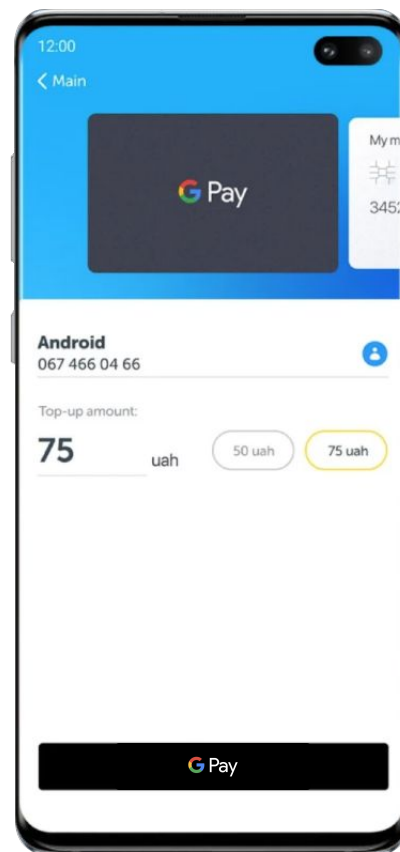 12:00
Main
G Pay
My m
3452
Android
067 466 04 66
Top-up amount:
75 uah
50 uah
75 uah
G Pay